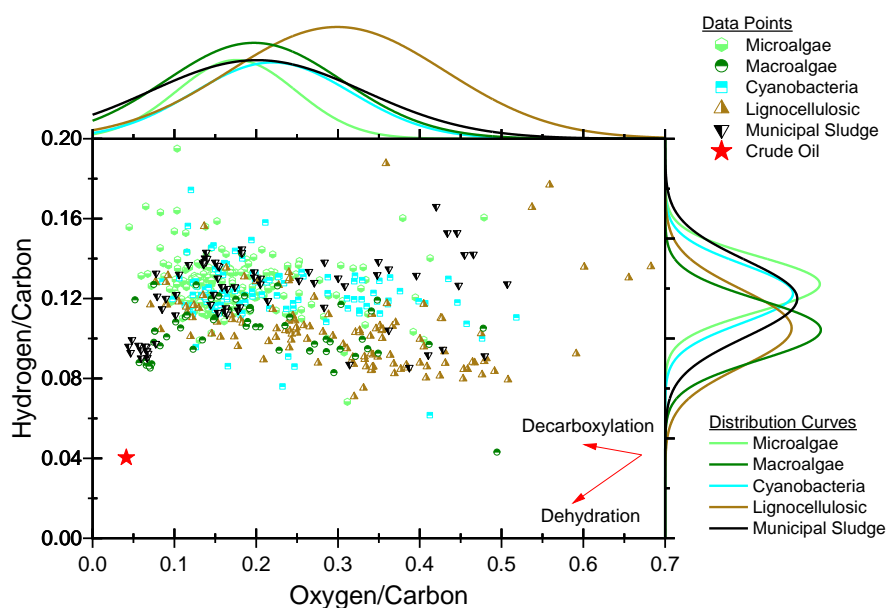 Data Points
Microalgae
Macroalgae
Cyanobacteria
Lignocellulosic
Municipal Sludge
Crude Oil
0.20
0.16
0.12
0.08
0.04
0.00
Hydrogen/Carbon
Decarboxylation
Dehydration
0.0 0.1 0.2 0.3 0.4 0.5 0.6 0.7
Oxygen/Carbon
Distribution Curves
Microalgae
Macroalgae
Cyanobacteria
Lignocellulosic
Municipal Sludge